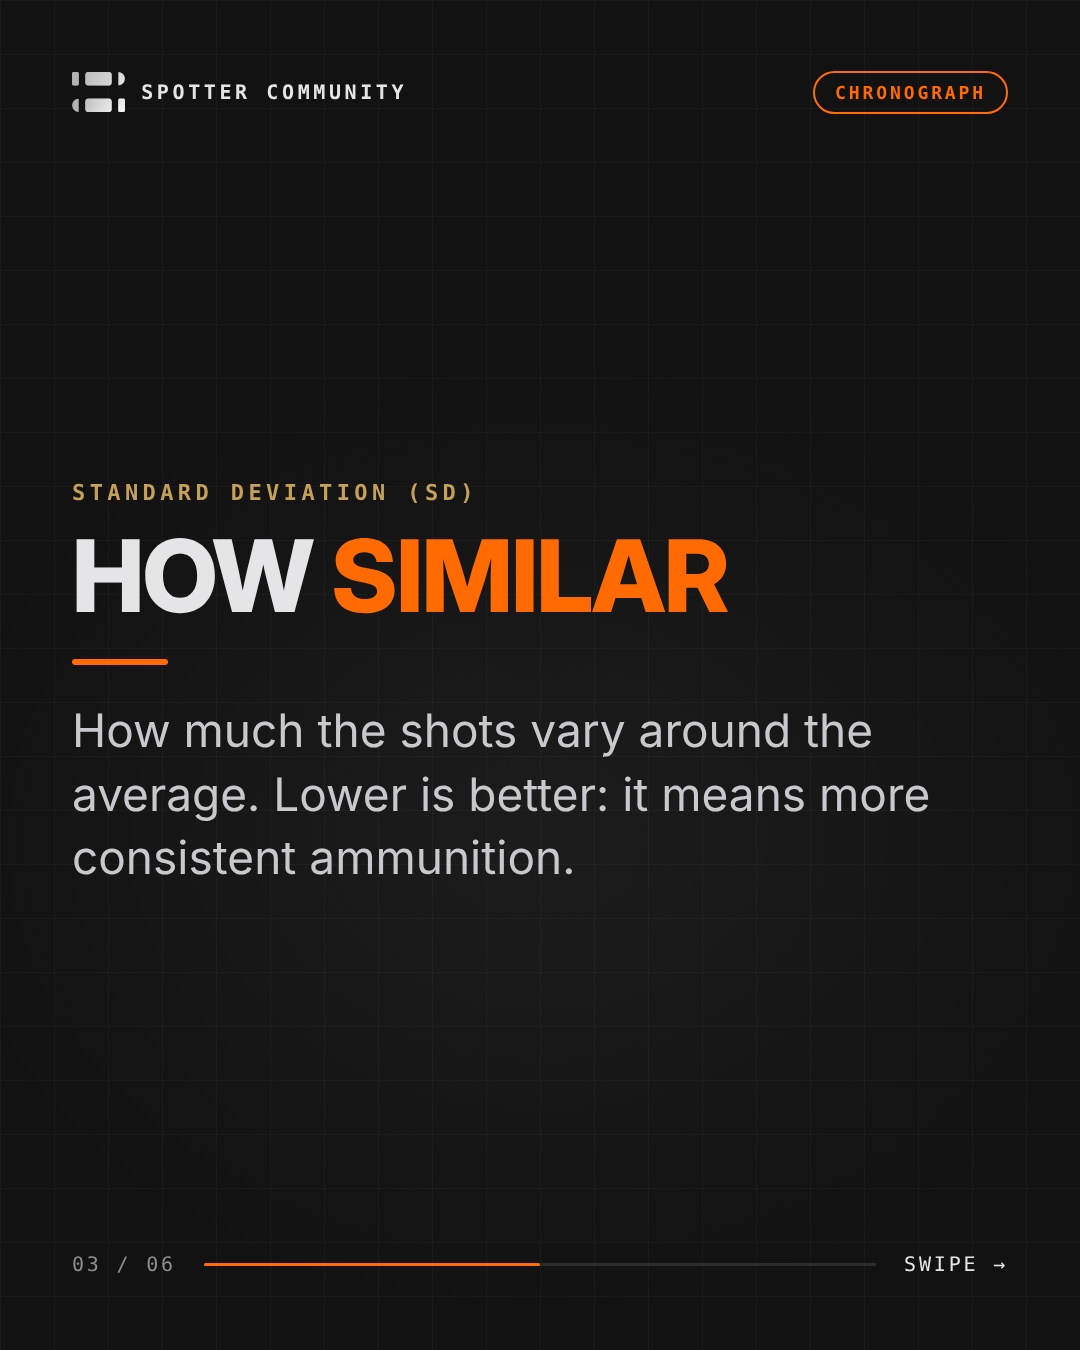 SPOTTER COMMUNITY
CHRONOGRAPH
STANDARD DEVIATION (SD)
HOW SIMILAR
How much the shots vary around the
average. Lower is better: it means more
consistent ammunition.
03 / 06
SWIPE →